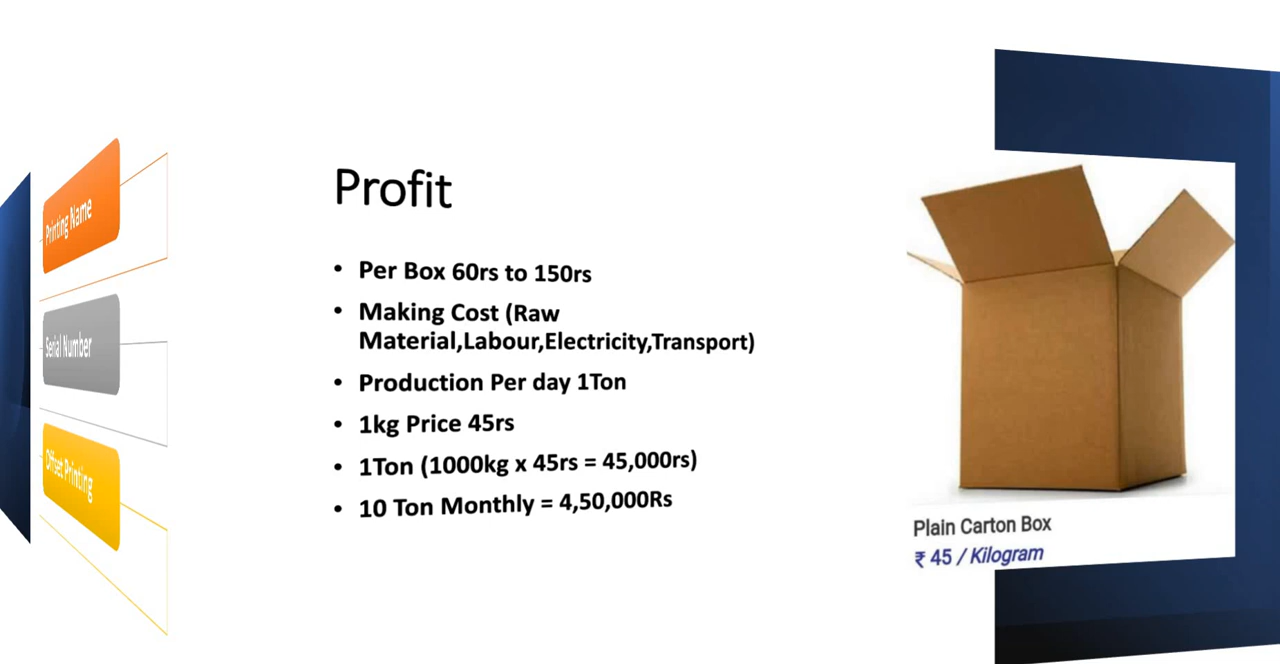 Printing Name
Serial Number
Offset Printing
Profit
• Per Box 60rs to 150rs
• Making Cost (Raw
Material,Labour,Electricity,Transport)
• Production Per day 1Ton
• 1kg Price 45rs
• 1Ton (1000kg x 45rs = 45,000rs)
• 10 Ton Monthly = 4,50,000Rs
Plain Carton Box
₹ 45 / Kilogram